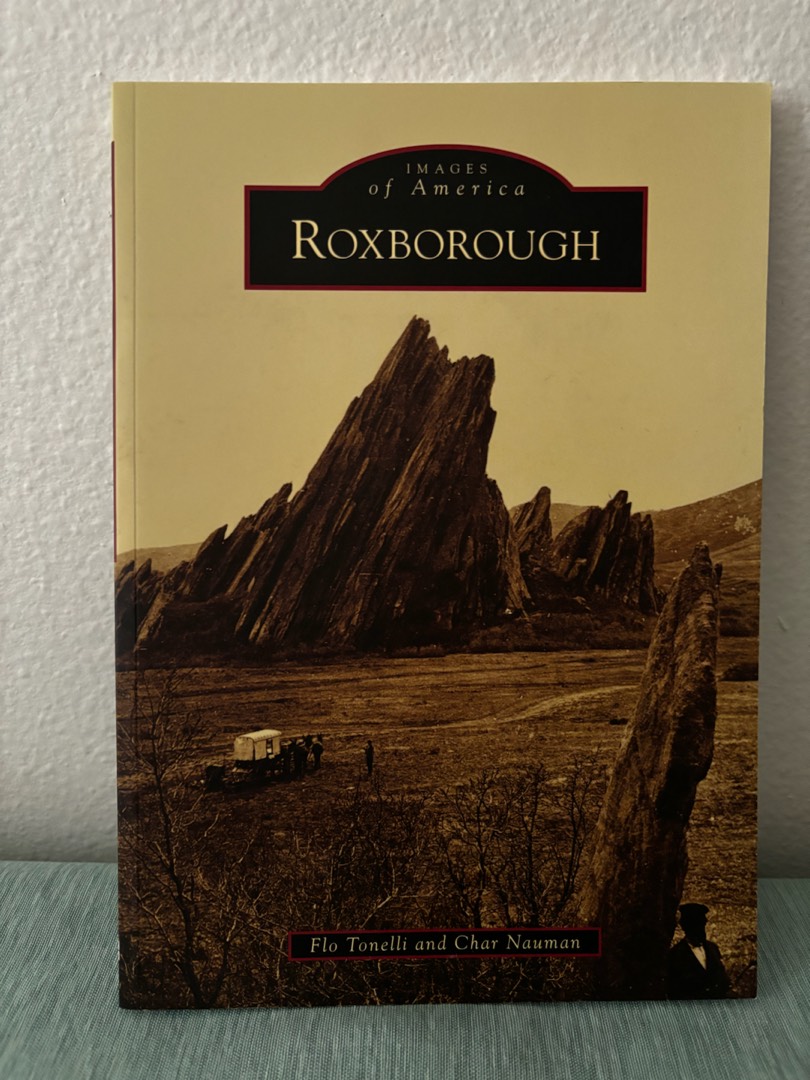 IMAGES
of America
ROXBOROUGH
Flo Tonelli and Char Nauman